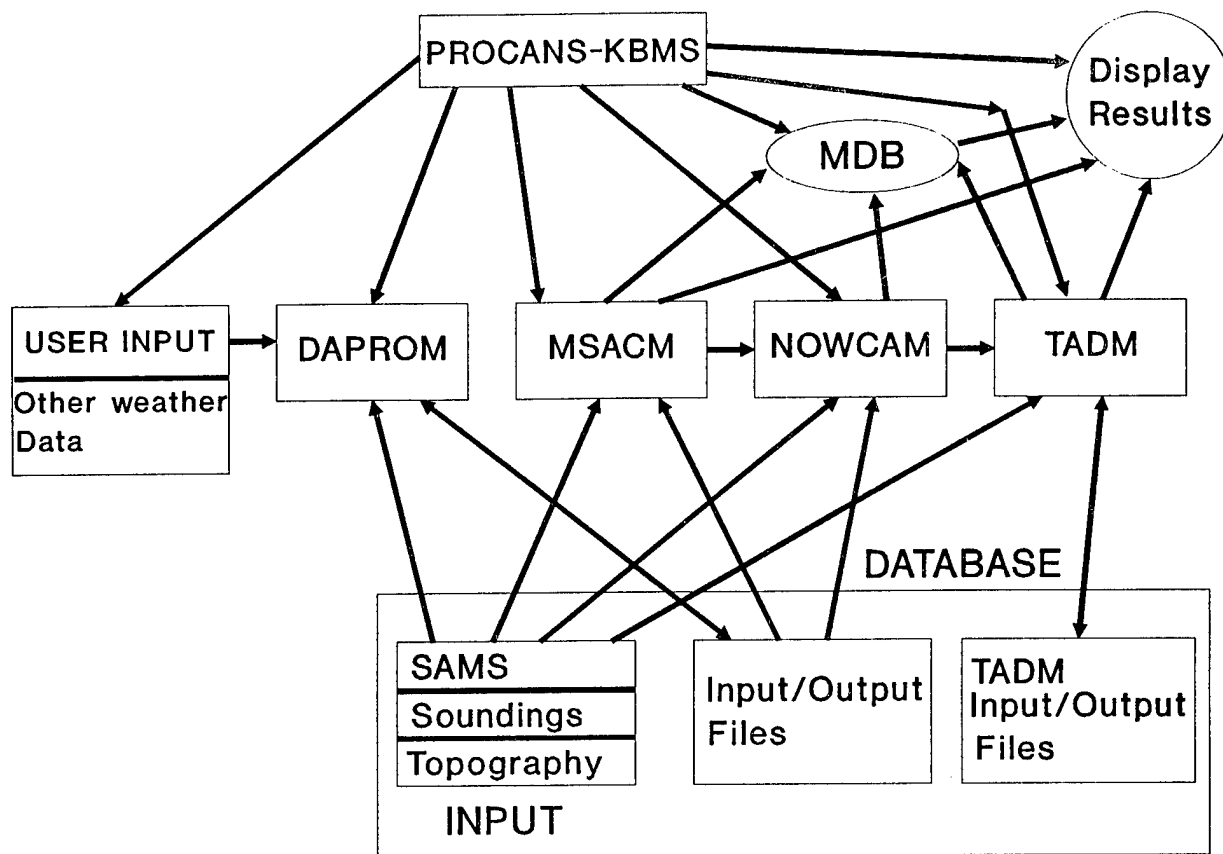 PROCANS-KBMS
Display
Results
MDB
USER INPUT
Other weather
Data
DAPROM
MSACM
NOWCAM
TADM
DATABASE
SAMS
Soundings
Topography
INPUT
Input/Output
Files
TADM
Input/Output
Files